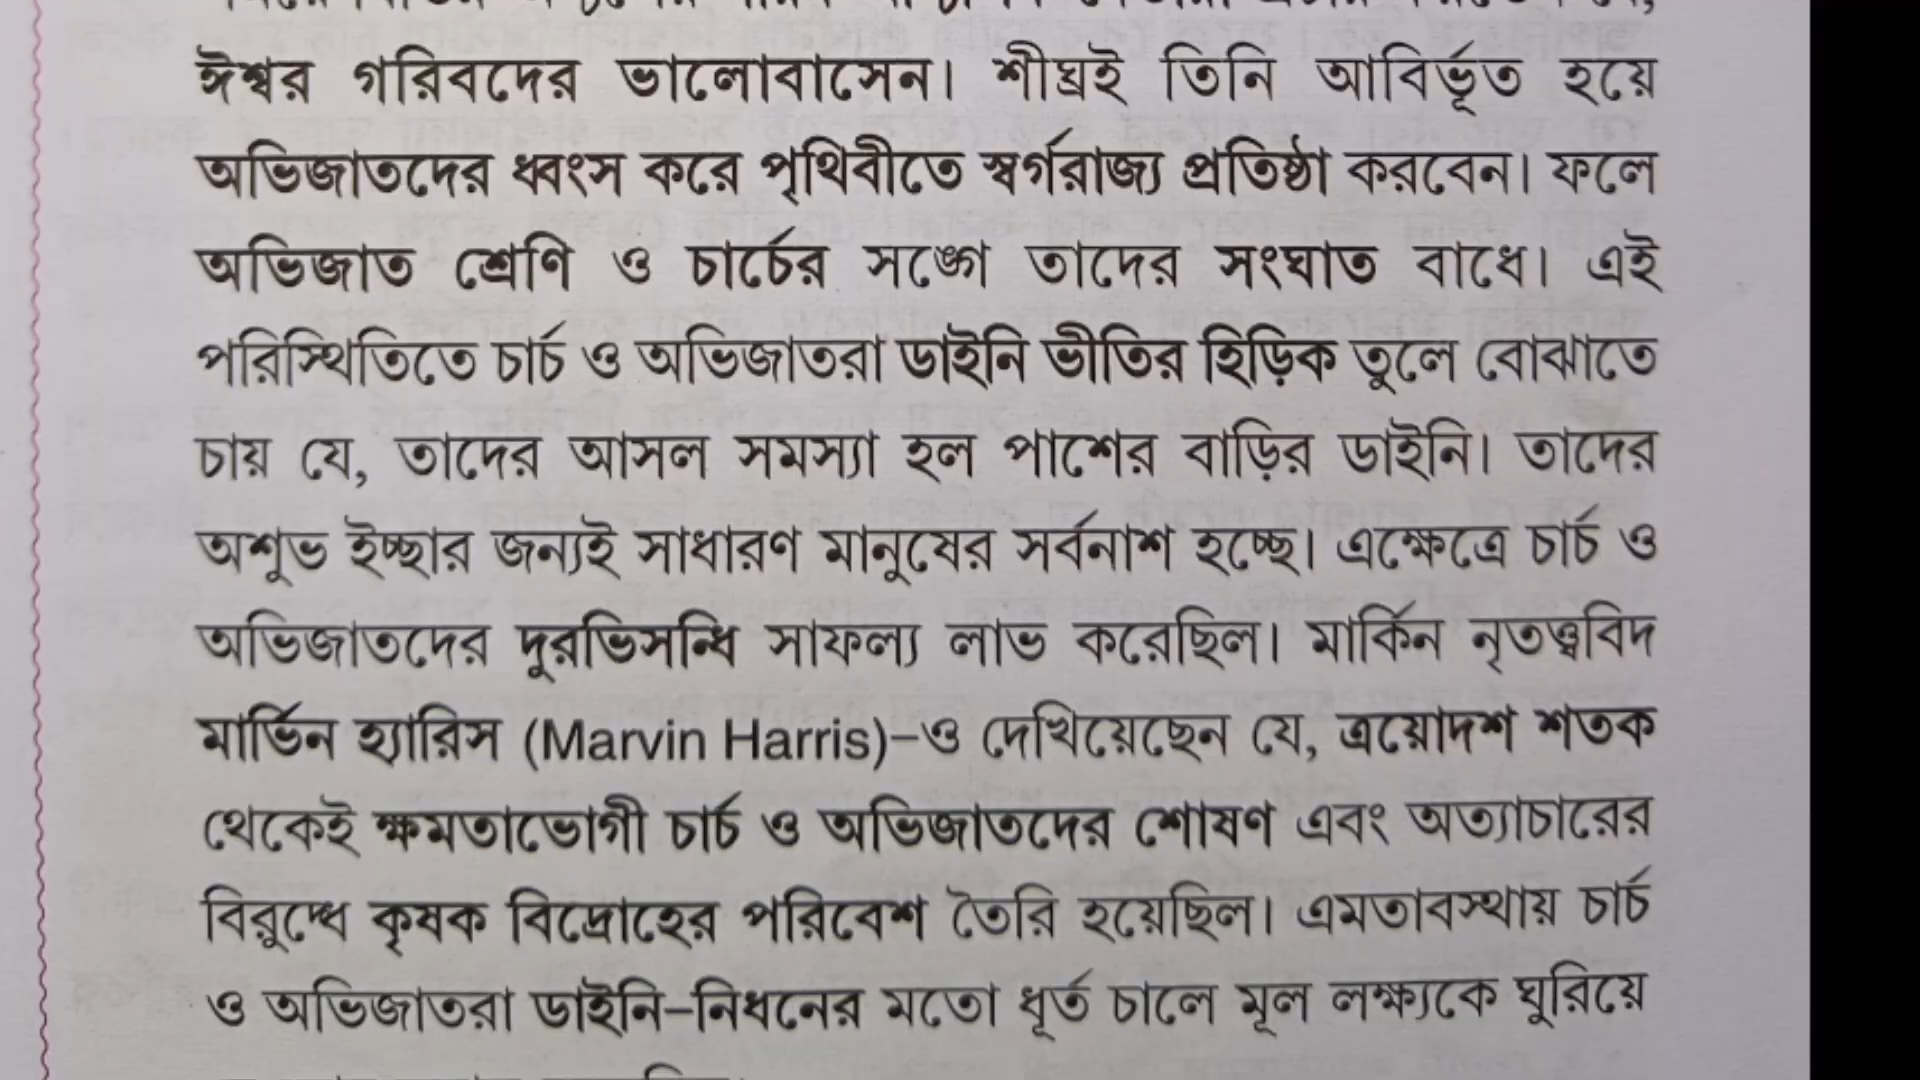 ঈশ্বর গরিবদের ভালোবাসেন। শীঘ্রই তিনি আবির্ভূত হয়ে
অভিজাতদের ধ্বংস করে পৃথিবীতে স্বর্গরাজ্য প্রতিষ্ঠা করবেন। ফলে
অভিজাত শ্রেণি ও চার্চের সঙ্গে তাদের সংঘাত বাধে। এই
পরিস্থিতিতে চার্চ ও অভিজাতরা ডাইনি ভীতির হিড়িক তুলে বোঝাতে
চায় যে, তাদের আসল সমস্যা হল পাশের বাড়ির ডাইনি। তাদের
অশুভ ইচ্ছার জন্যই সাধারণ মানুষের সর্বনাশ হচ্ছে। এক্ষেত্রে চার্চ ও
অভিজাতদের দুরভিসন্ধি সাফল্য লাভ করেছিল। মার্কিন নৃতত্ত্ববিদ
মার্ভিন হ্যারিস (Marvin Harris)-ও দেখিয়েছেন যে, ত্রয়োদশ শতক
থেকেই ক্ষমতাভোগী চার্চ ও অভিজাতদের শোষণ এবং অত্যাচারের
বিরুদ্ধে কৃষক বিদ্রোহের পরিবেশ তৈরি হয়েছিল। এমতাবস্থায় চার্চ
ও অভিজাতরা ডাইনি-নিধনের মতো ধূর্ত চালে মূল লক্ষ্যকে ঘুরিয়ে